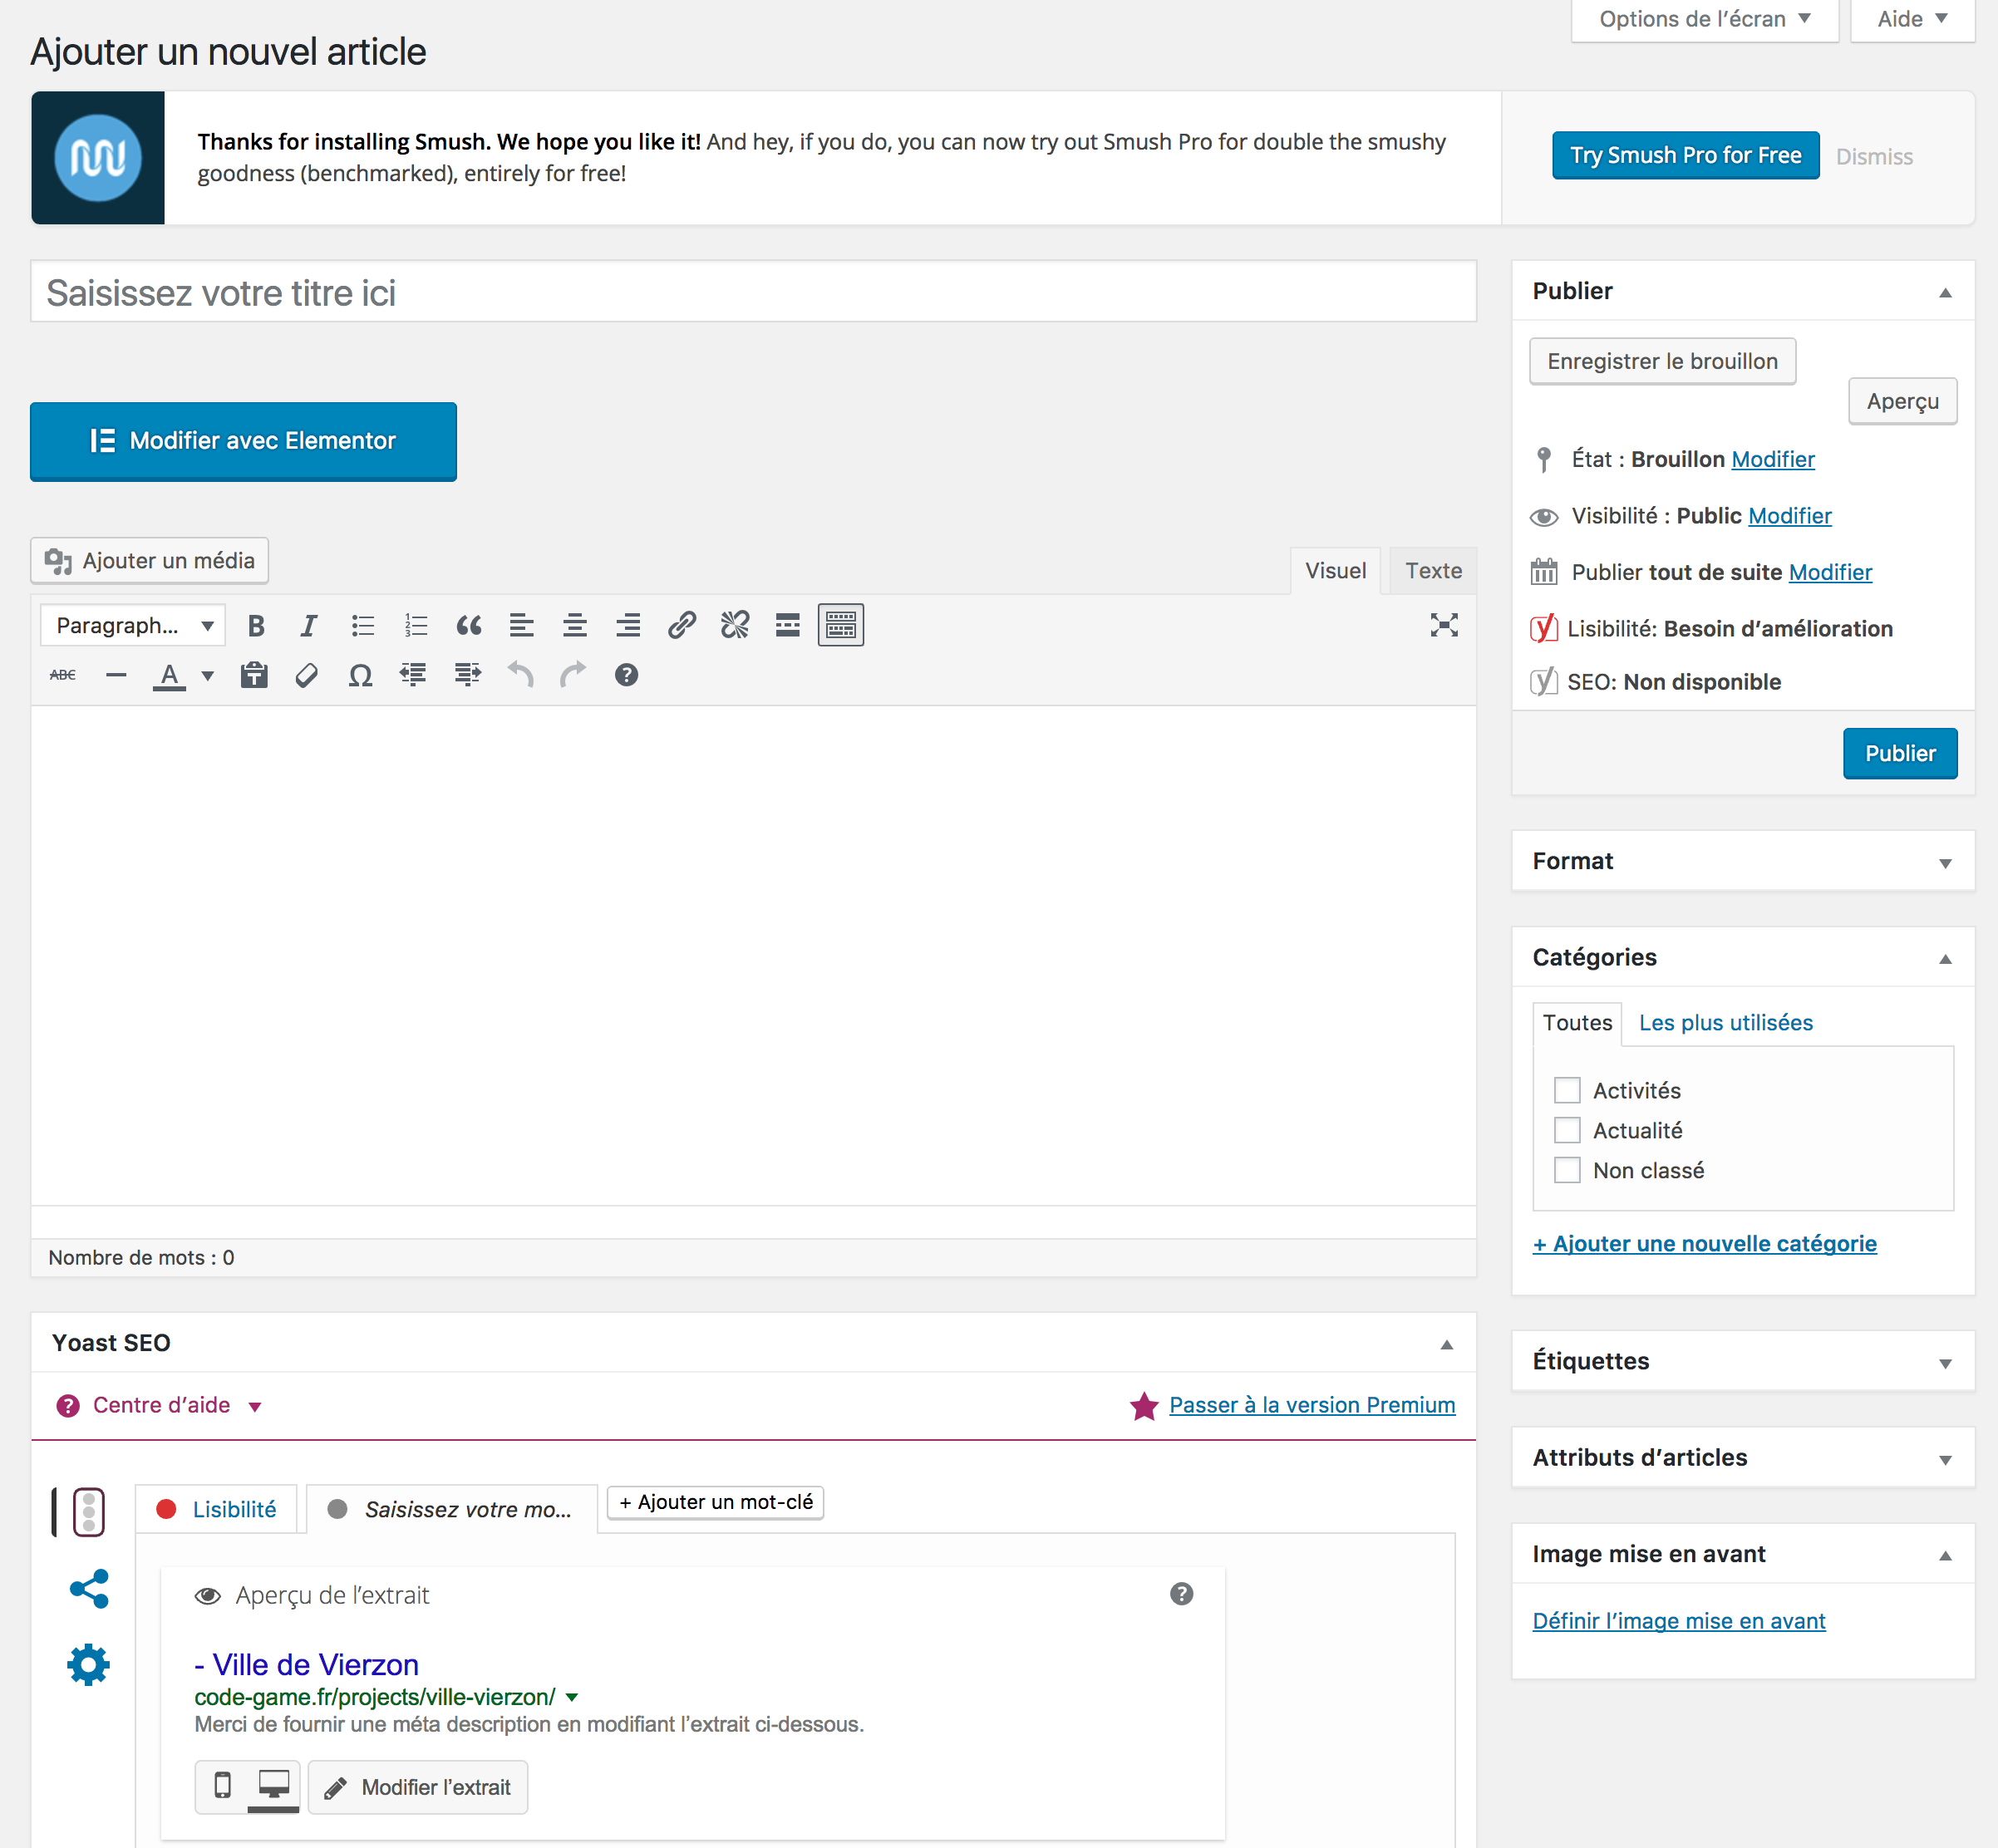 Options de l’écran
Aide
Ajouter un nouvel article
Thanks for installing Smush. We hope you like it! And hey, if you do, you can now try out Smush Pro for double the smushy
goodness (benchmarked), entirely for free!
Try Smush Pro for Free
Dismiss
Saisissez votre titre ici
Modifier avec Elementor
Ajouter un média
Visuel
Texte
Paragraph...
B I 1 2 3
ABC A T Ω ?
Nombre de mots : 0
Yoast SEO
? Centre d’aide
Passer à la version Premium
Lisibilité
Saisissez votre mo...
+ Ajouter un mot-clé
Aperçu de l’extrait
?
- Ville de Vierzon
code-game.fr/projects/ville-vierzon/
Merci de fournir une méta description en modifiant l’extrait ci-dessous.
Modifier l’extrait
Publier
Enregistrer le brouillon
Aperçu
État : Brouillon Modifier
Visibilité : Public Modifier
Publier tout de suite Modifier
Lisibilité: Besoin d’amélioration
SEO: Non disponible
Publier
Format
Catégories
Toutes
Les plus utilisées
Activités
Actualité
Non classé
+ Ajouter une nouvelle catégorie
Étiquettes
Attributs d’articles
Image mise en avant
Définir l’image mise en avant